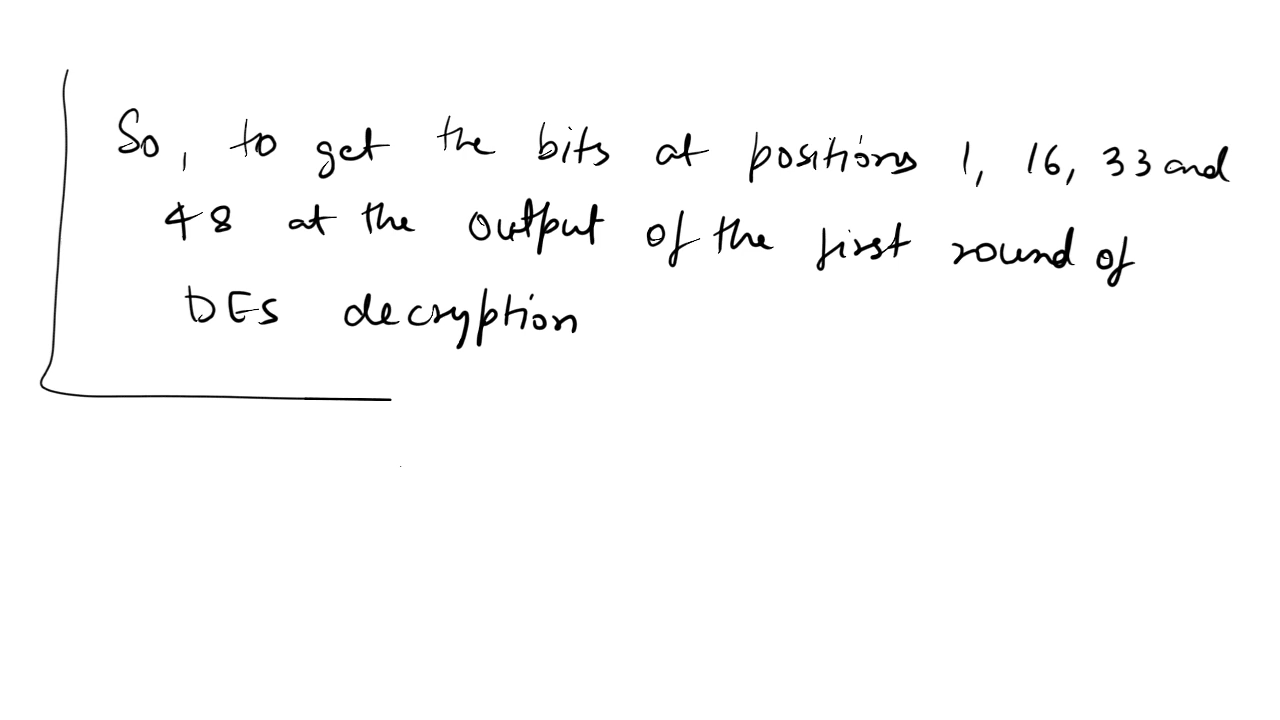 So, to get the bits at positions 1, 16, 33 and
48 at the output of the first round of
DES decryption